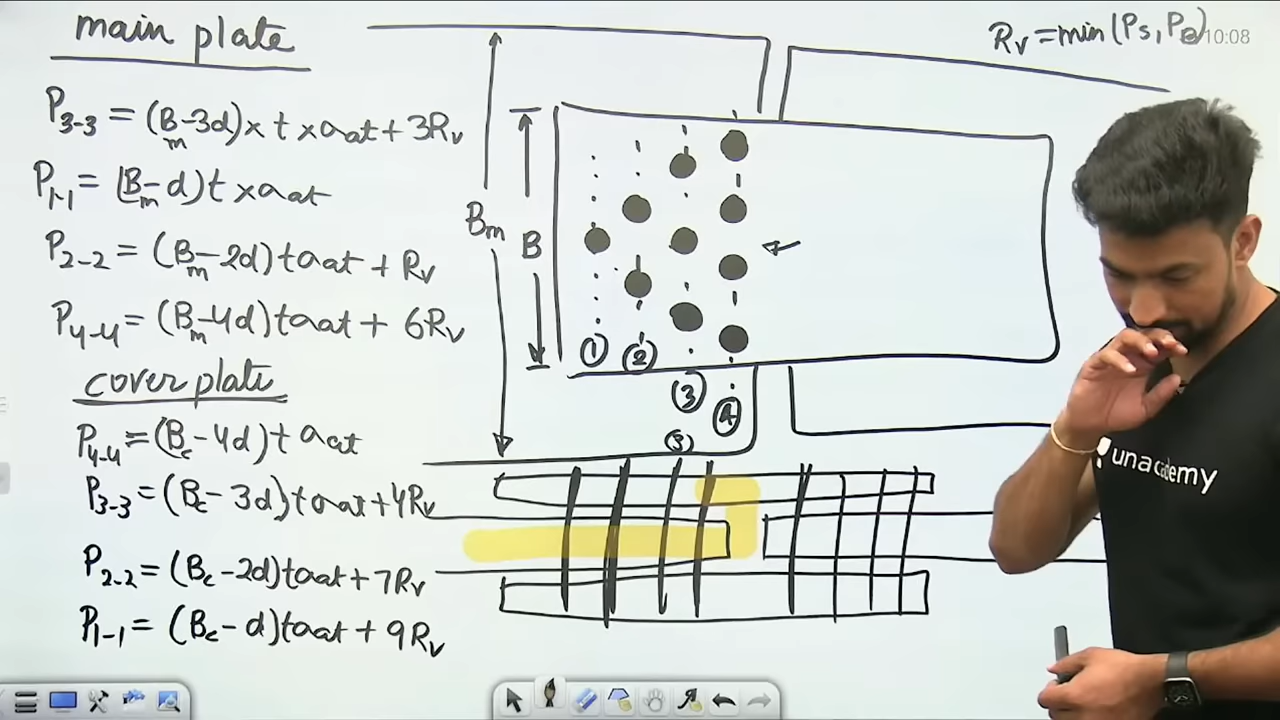 main plate
P3-3 = (Bm-3d)x t x σat + 3Rv
P1-1 = (Bm-d)t x σat
P2-2 = (Bm-2d)tσat + Rv
P4-4 = (Bm-4d)tσat + 6Rv
cover plate
P4-4 = (Bc-4d)t σat
P3-3 = (Bc-3d)tσat + 4Rv
P2-2 = (Bc-2d)tσat + 7Rv
P1-1 = (Bc-d)tσat + 9Rv
Rv = min(Ps, PB)
10:08
Bm
B
①
②
③
④
③
unacademy